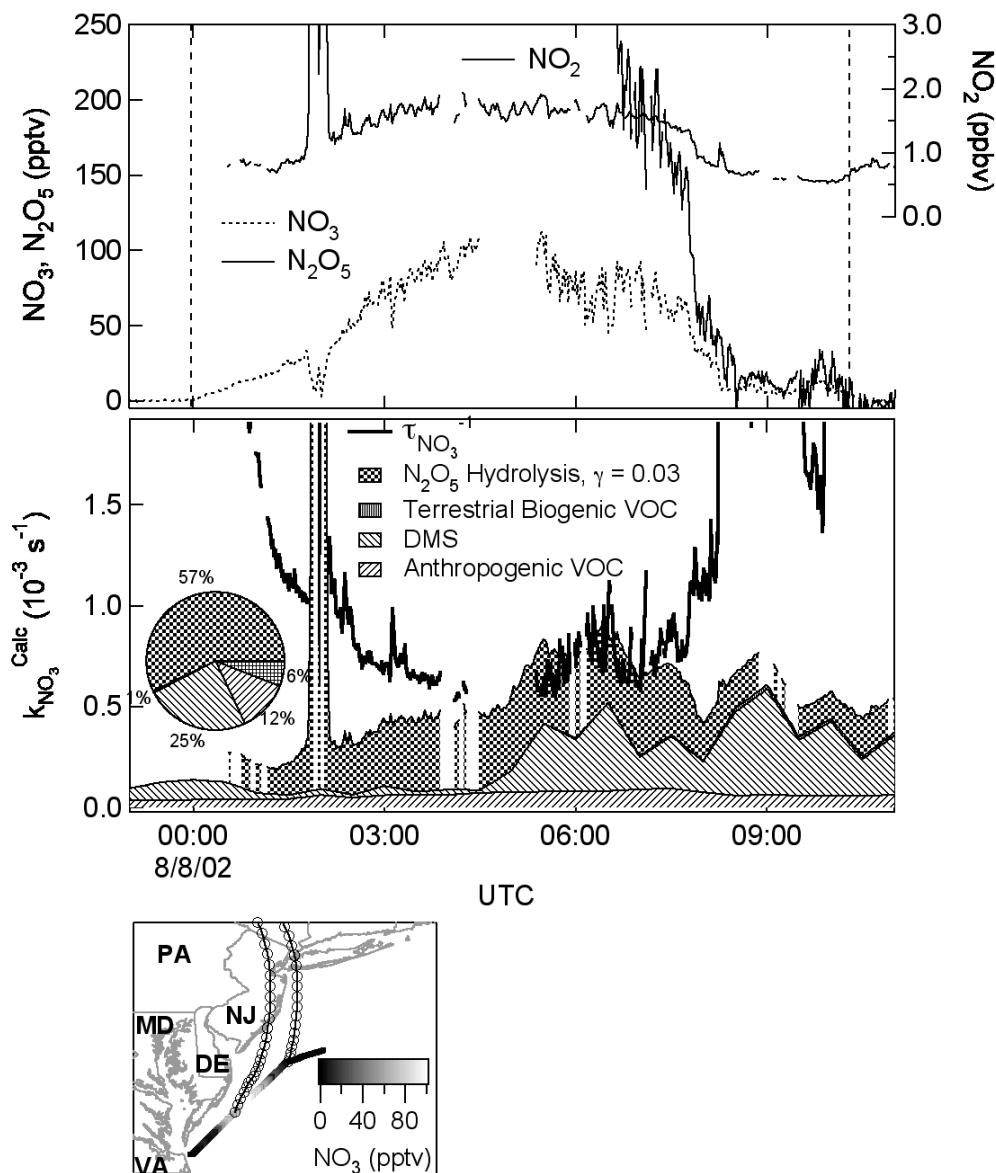 250
200
150
100
50
0
NO3, N2O5 (pptv)
3.0
2.0
1.0
0.0
NO2 (ppbv)
NO2
NO3
N2O5
τNO3-1
N2O5 Hydrolysis, γ = 0.03
Terrestrial Biogenic VOC
DMS
Anthropogenic VOC
1.5
1.0
0.5
0.0
kNO3Calc (10-3 s-1)
57%
6%
12%
25%
1%
00:00
03:00
06:00
09:00
8/8/02
UTC
PA
NJ
MD
DE
VA
0 40 80
NO3 (pptv)